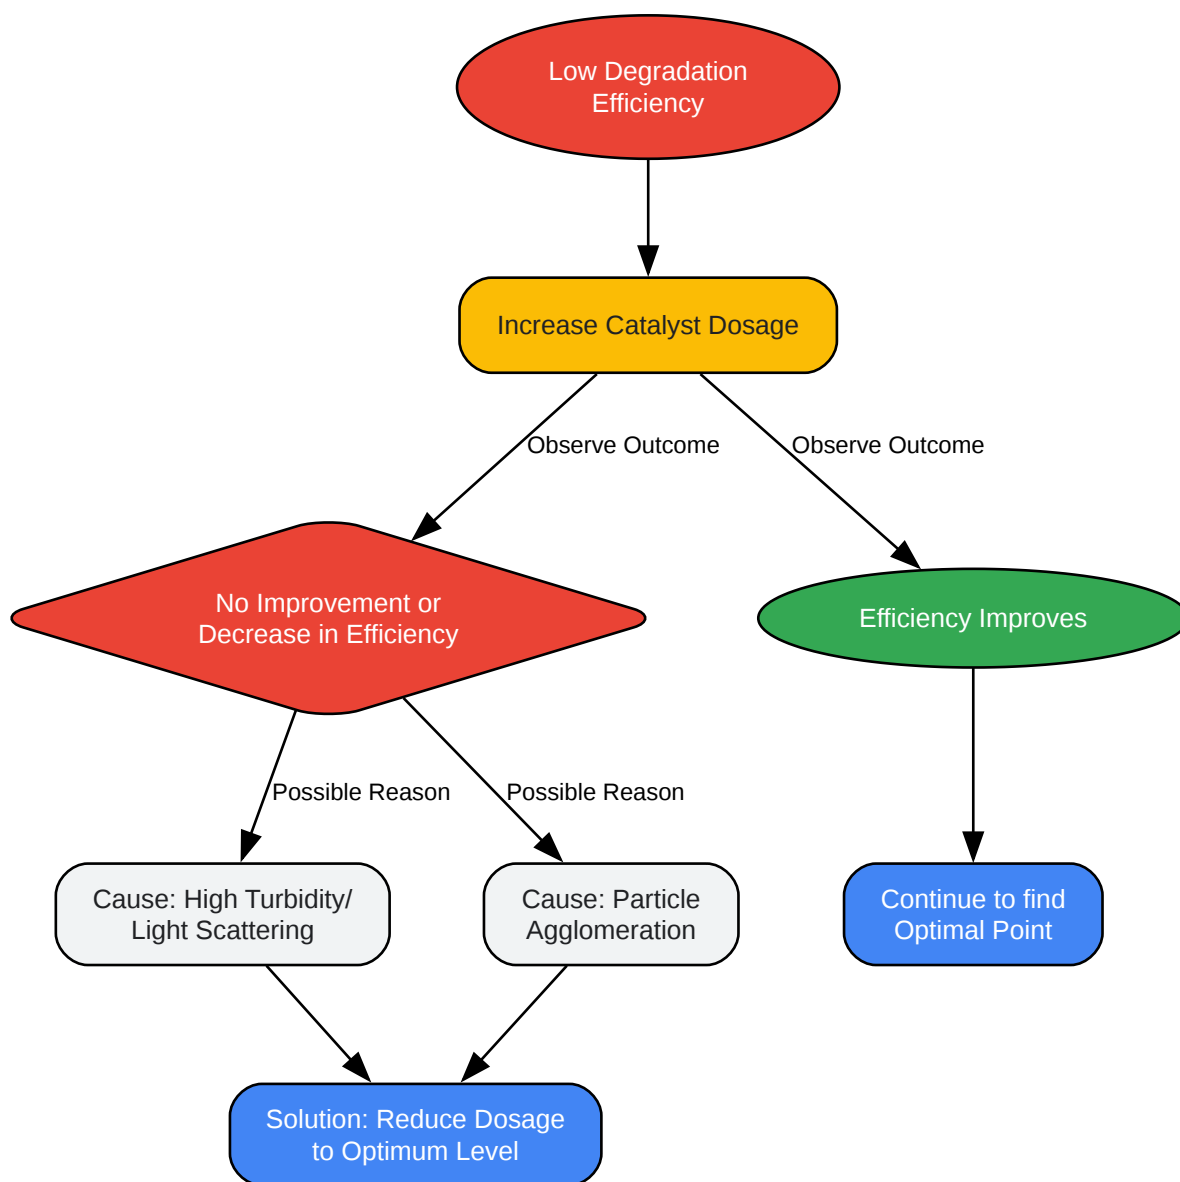 Low Degradation
Efficiency
Increase Catalyst Dosage
Observe Outcome
Observe Outcome
No Improvement or
Decrease in Efficiency
Efficiency Improves
Possible Reason
Possible Reason
Cause: High Turbidity/
Light Scattering
Cause: Particle
Agglomeration
Continue to find
Optimal Point
Solution: Reduce Dosage
to Optimum Level